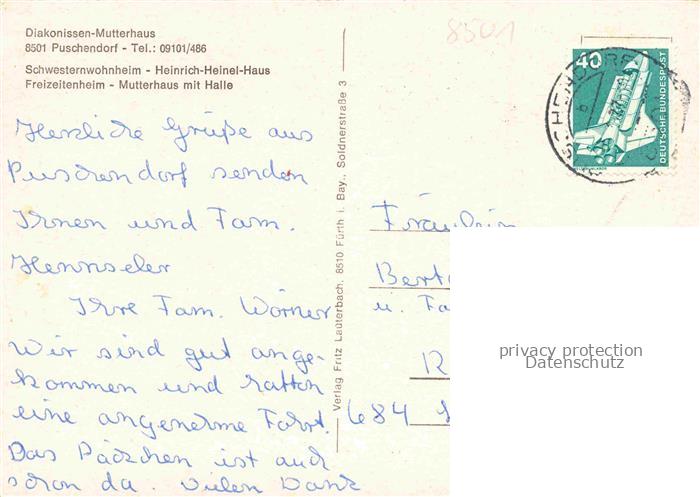 Diakonissen-Mutterhaus
8501 Puschendorf - Tel.: 09101/486
Schwesternwohnheim - Heinrich-Heinel-Haus
Freizeitenheim - Mutterhaus mit Halle
8501
40
DEUTSCHE BUNDESPOST
Herzliche Grüße aus
Puschendorf senden
Ihnen und Fam.
Hennseler
Ihre Fam. Wörner
Wir sind gut ange-
kommen und hatten
eine angenehme Fahrt.
Das Päckchen ist auch
schon da. Vielen Dank
Verlag Fritz Lauterbach, 8510 Fürth i. Bay., Soldnerstraße 3
Fräulein
Bert
u. Fa
R
684
privacy protection
Datenschutz